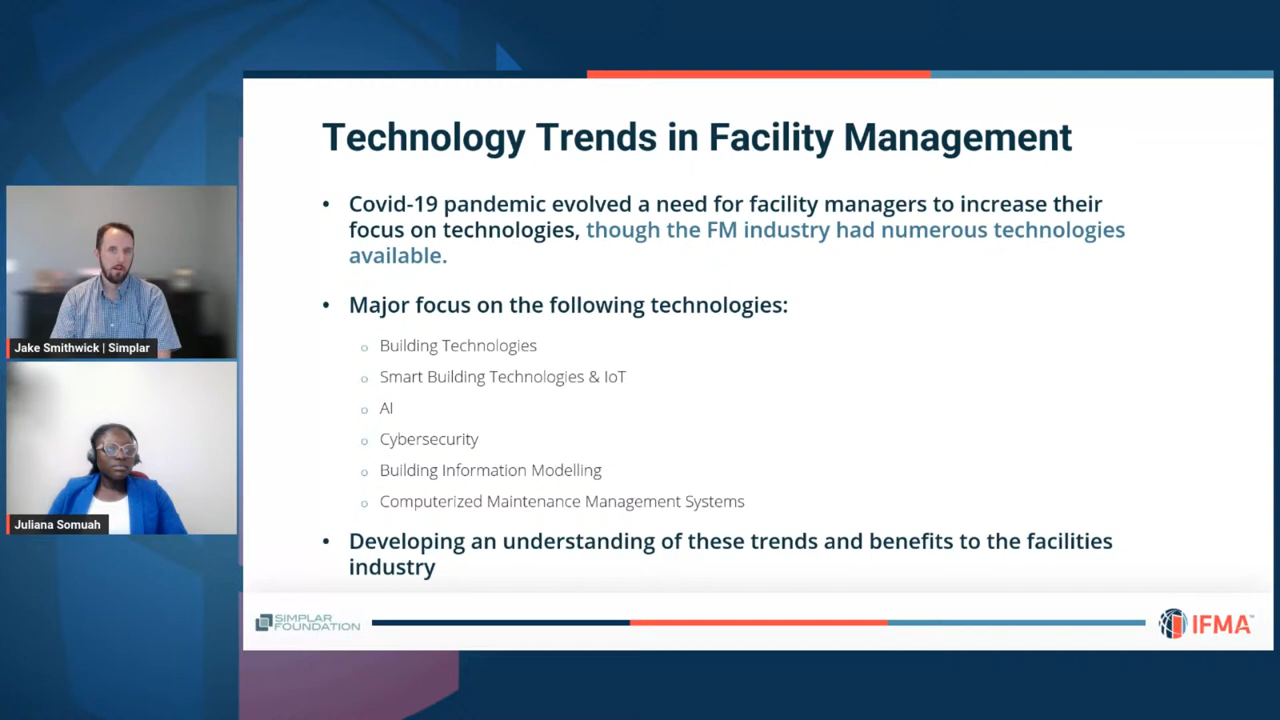 Technology Trends in Facility Management
• Covid-19 pandemic evolved a need for facility managers to increase their
focus on technologies, though the FM industry had numerous technologies
available.
• Major focus on the following technologies:
o Building Technologies
o Smart Building Technologies & IoT
o AI
o Cybersecurity
o Building Information Modelling
o Computerized Maintenance Management Systems
• Developing an understanding of these trends and benefits to the facilities
industry
Jake Smithwick | Simplar
Juliana Somuah
SIMPLAR
FOUNDATION
IFMA™